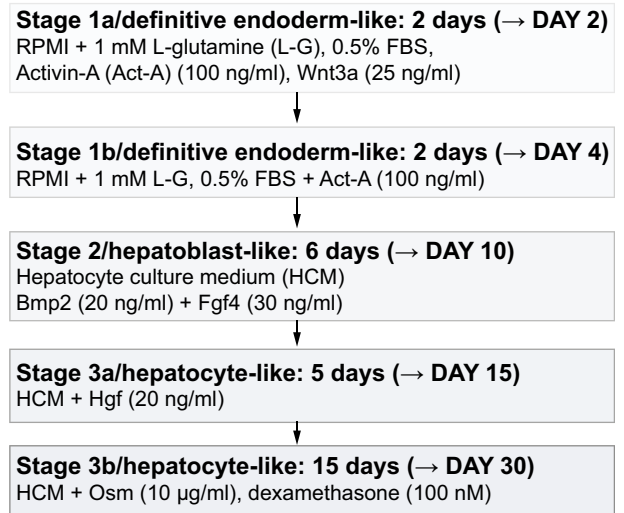 Stage 1a/definitive endoderm-like: 2 days (→ DAY 2)
RPMI + 1 mM L-glutamine (L-G), 0.5% FBS,
Activin-A (Act-A) (100 ng/ml), Wnt3a (25 ng/ml)
Stage 1b/definitive endoderm-like: 2 days (→ DAY 4)
RPMI + 1 mM L-G, 0.5% FBS + Act-A (100 ng/ml)
Stage 2/hepatoblast-like: 6 days (→ DAY 10)
Hepatocyte culture medium (HCM)
Bmp2 (20 ng/ml) + Fgf4 (30 ng/ml)
Stage 3a/hepatocyte-like: 5 days (→ DAY 15)
HCM + Hgf (20 ng/ml)
Stage 3b/hepatocyte-like: 15 days (→ DAY 30)
HCM + Osm (10 µg/ml), dexamethasone (100 nM)